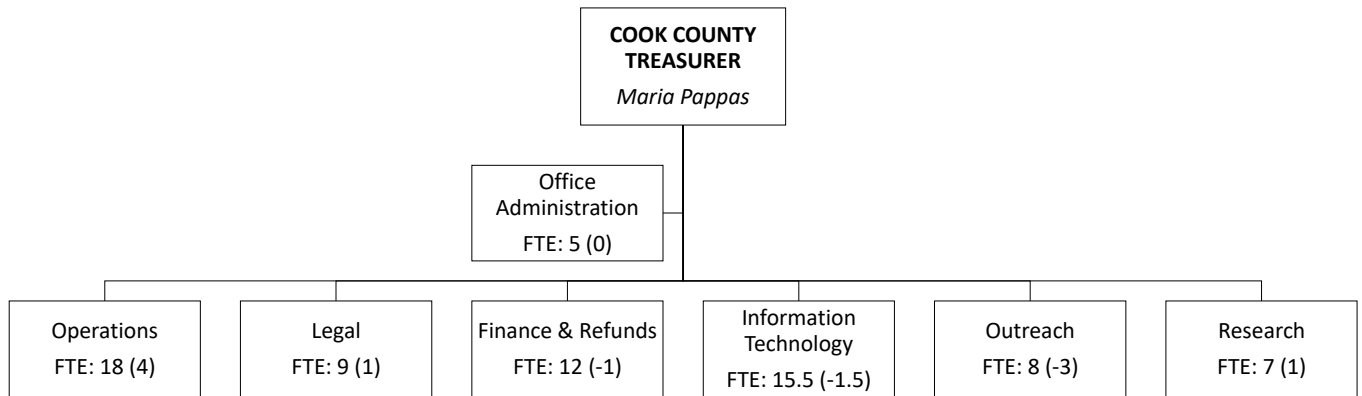 COOK COUNTY
TREASURER
Maria Pappas
Office
Administration
FTE: 5 (0)
Operations
FTE: 18 (4)
Legal
FTE: 9 (1)
Finance & Refunds
FTE: 12 (-1)
Information
Technology
FTE: 15.5 (-1.5)
Outreach
FTE: 8 (-3)
Research
FTE: 7 (1)